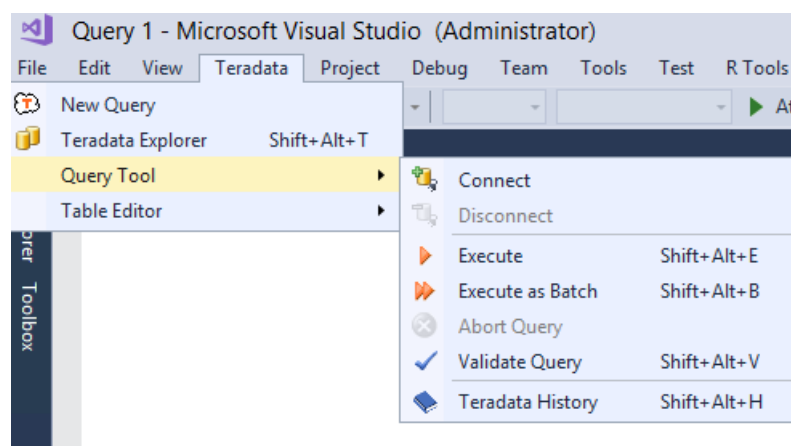 Query 1 - Microsoft Visual Studio (Administrator)
File Edit View Teradata Project Debug Team Tools Test R Tools
New Query
Teradata Explorer Shift+Alt+T
Query Tool
Table Editor
Connect
Disconnect
Execute Shift+Alt+E
Execute as Batch Shift+Alt+B
Abort Query
Validate Query Shift+Alt+V
Teradata History Shift+Alt+H
Toolbox